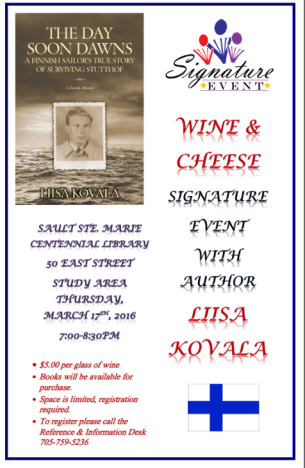 THE DAY
SOON DAWNS
A FINNISH SAILOR'S TRUE STORY
OF SURVIVING STUTTHOF
A Finnish Memoir
LIISA KOVALA
SAULT STE. MARIE
CENTENNIAL LIBRARY
50 EAST STREET
STUDY AREA
THURSDAY,
MARCH 17TH, 2016
7:00-8:30PM
• $5.00 per glass of wine
• Books will be available for
purchase.
• Space is limited, registration
required.
• To register please call the
Reference & Information Desk
705-759-5236
Signature
EVENT
WINE &
CHEESE
SIGNATURE
EVENT
WITH
AUTHOR
LIISA
KOVALA